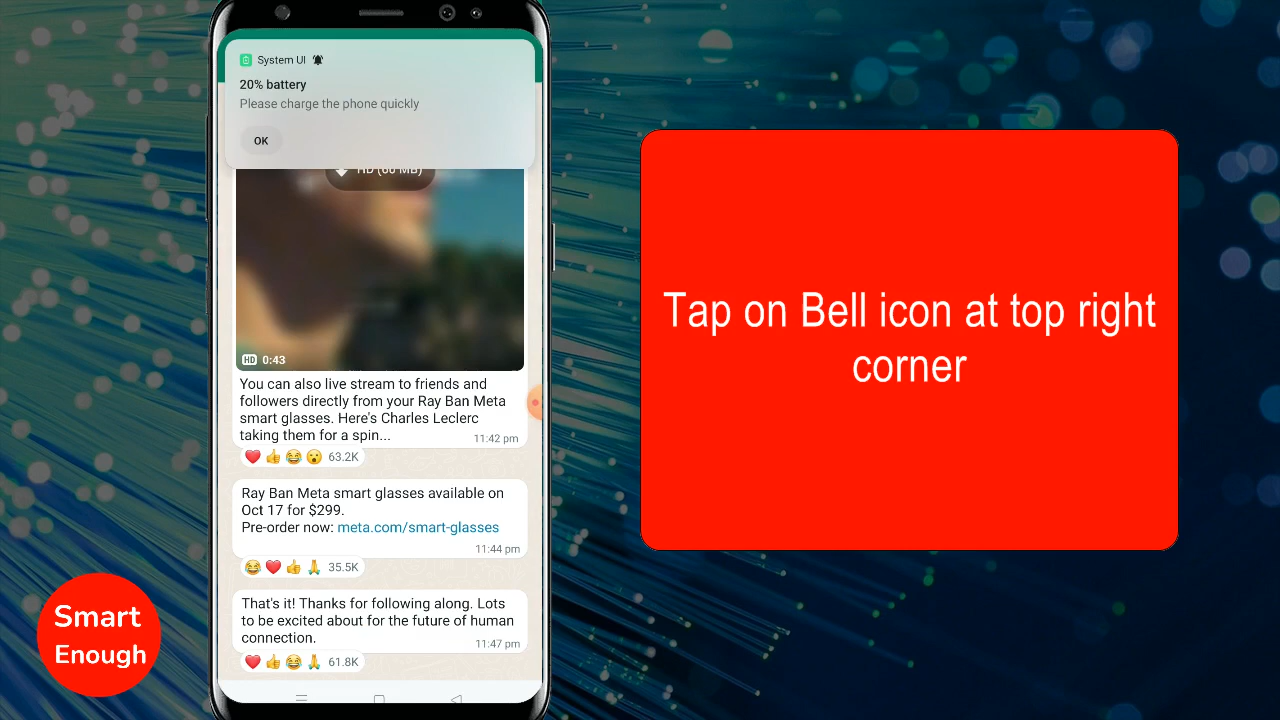 System UI
20% battery
Please charge the phone quickly
OK
HD (60 MB)
HD 0:43
You can also live stream to friends and
followers directly from your Ray Ban Meta
smart glasses. Here's Charles Leclerc
taking them for a spin...
11:42 pm
❤️👍😂😮 63.2K
Ray Ban Meta smart glasses available on
Oct 17 for $299.
Pre-order now: meta.com/smart-glasses
11:44 pm
😂❤️👍🙏 35.5K
That's it! Thanks for following along. Lots
to be excited about for the future of human
connection.
11:47 pm
❤️👍😂🙏 61.8K
Tap on Bell icon at top right
corner
Smart
Enough